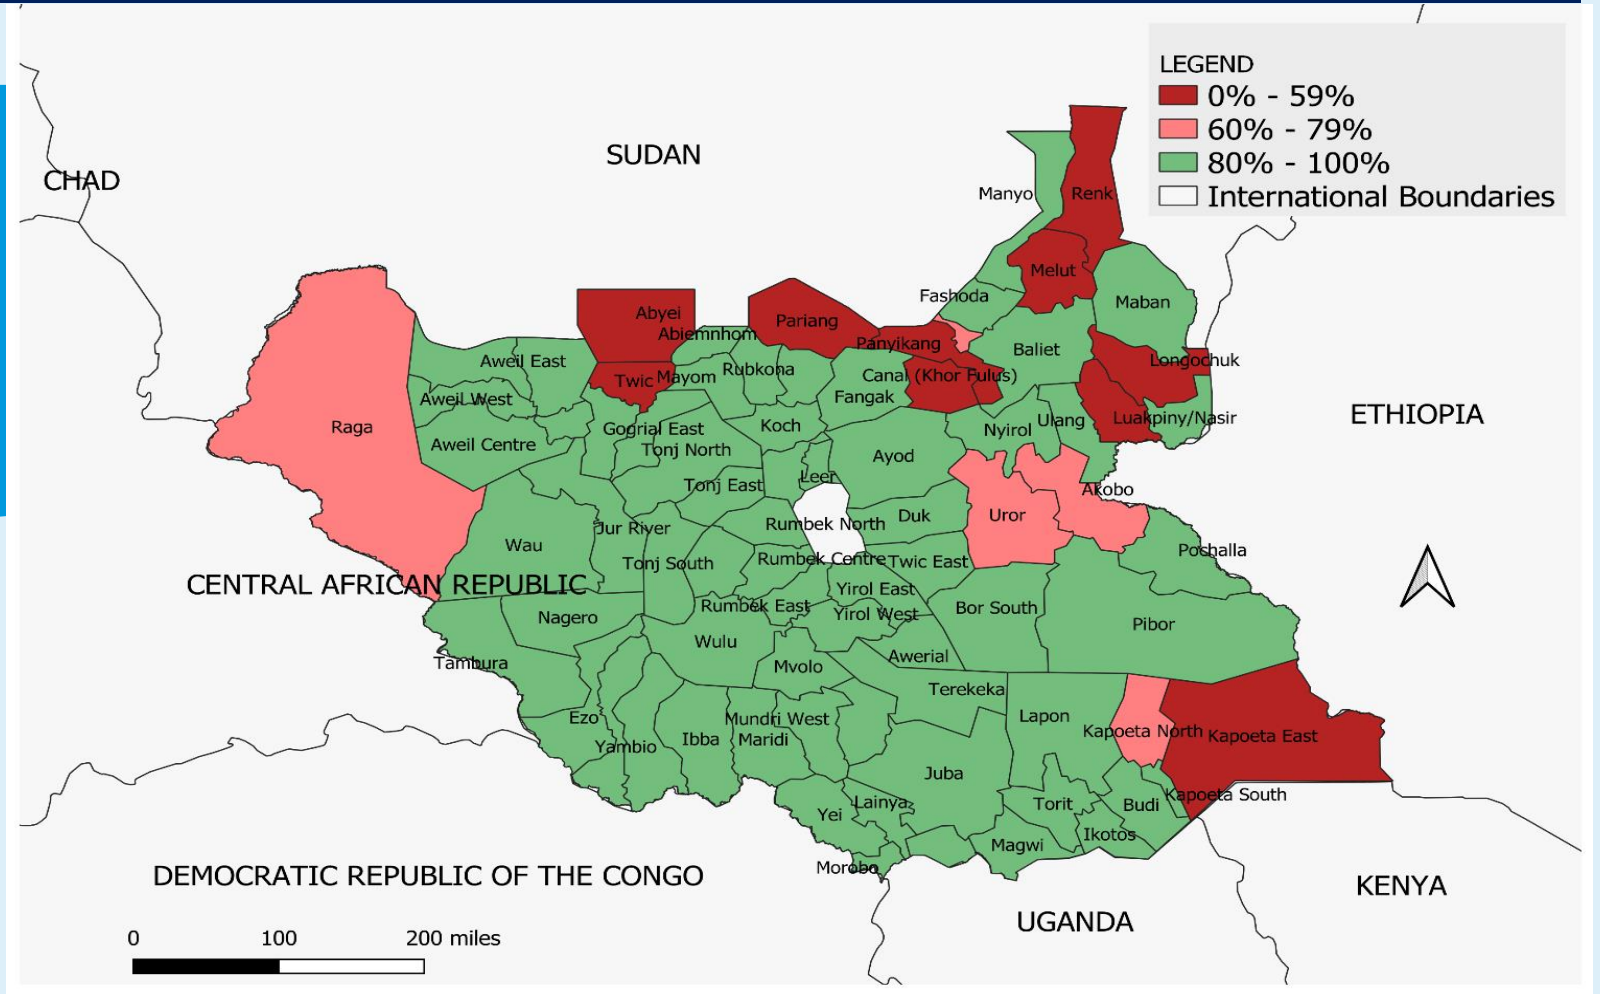 LEGEND
0% - 59%
60% - 79%
80% - 100%
International Boundaries
SUDAN
CHAD
Manyo
Renk
Melut
Fashoda
Maban
Abyei
Pariang
Abiemnhom
Panyikang
Baliet
Longochuk
Aweil East
Twic
Mayom
Rubkona
Canal (Khor Fulus)
Fangak
Aweil West
Raga
Gogrial East
Koch
Nyirol
Ulang
Luakpiny/Nasir
ETHIOPIA
Aweil Centre
Tonj North
Ayod
Leer
Tonj East
Akobo
Jur River
Rumbek North
Duk
Uror
Wau
Tonj South
Rumbek Centre
Twic East
Pochalla
CENTRAL AFRICAN REPUBLIC
Yirol East
Rumbek East
Yirol West
Bor South
Nagero
Wulu
Pibor
Tambura
Mvolo
Awerial
Terekeka
Ezo
Mundri West
Lapon
Yambio
Ibba
Maridi
Kapoeta North
Kapoeta East
Juba
Kapoeta South
Yei
Lainya
Torit
Budi
Magwi
Ikotos
Morobo
DEMOCRATIC REPUBLIC OF THE CONGO
KENYA
UGANDA
0 100 200 miles